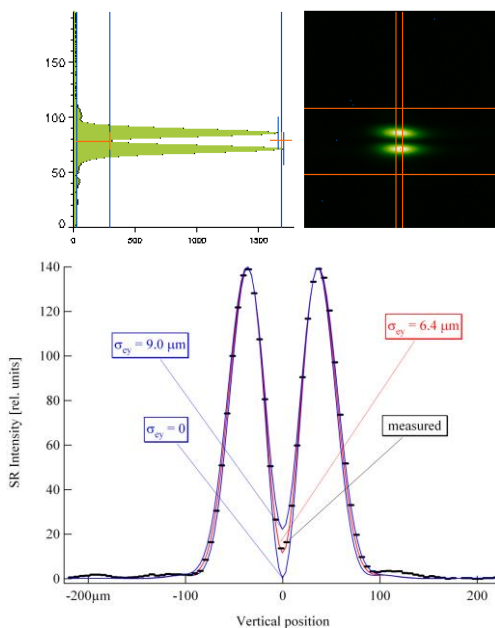 200
150
100
50
0
0 500 1000 1500
140
120
100
80
60
40
20
0
SR Intensity [rel. units]
σey = 9.0 μm
σey = 6.4 μm
σey = 0
measured
-200μm -100 0 100 200
Vertical position